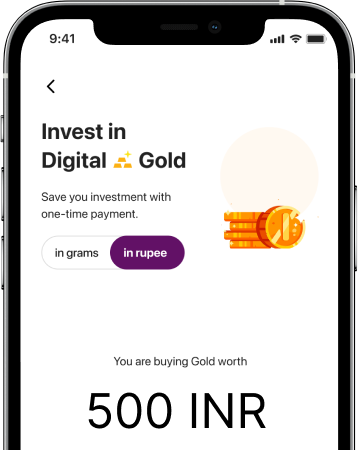 9:41
Invest in
Digital Gold
Save you investment with
one-time payment.
in grams in rupee
You are buying Gold worth
500 INR